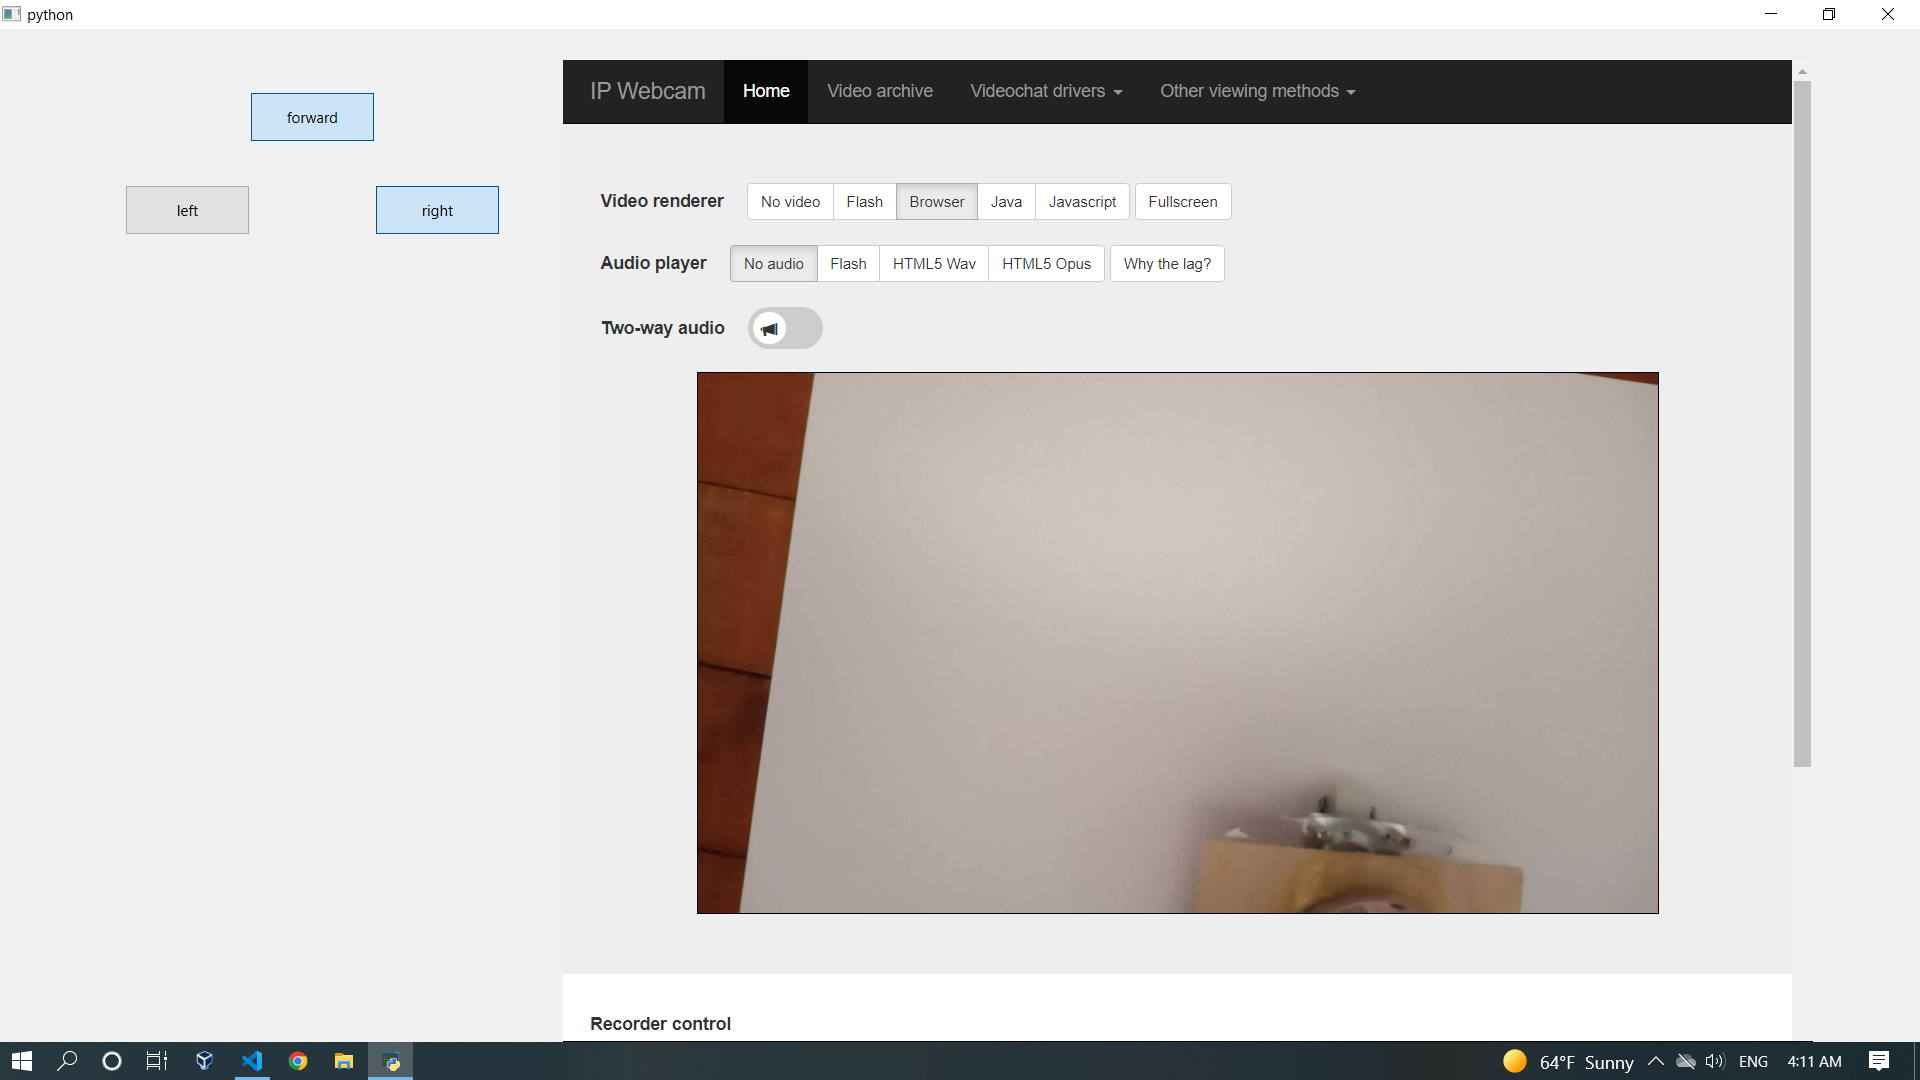 python
forward
left
right
IP Webcam Home Video archive Videochat drivers Other viewing methods
Video renderer No video Flash Browser Java Javascript Fullscreen
Audio player No audio Flash HTML5 Wav HTML5 Opus Why the lag?
Two-way audio
Recorder control
64°F Sunny ENG 4:11 AM